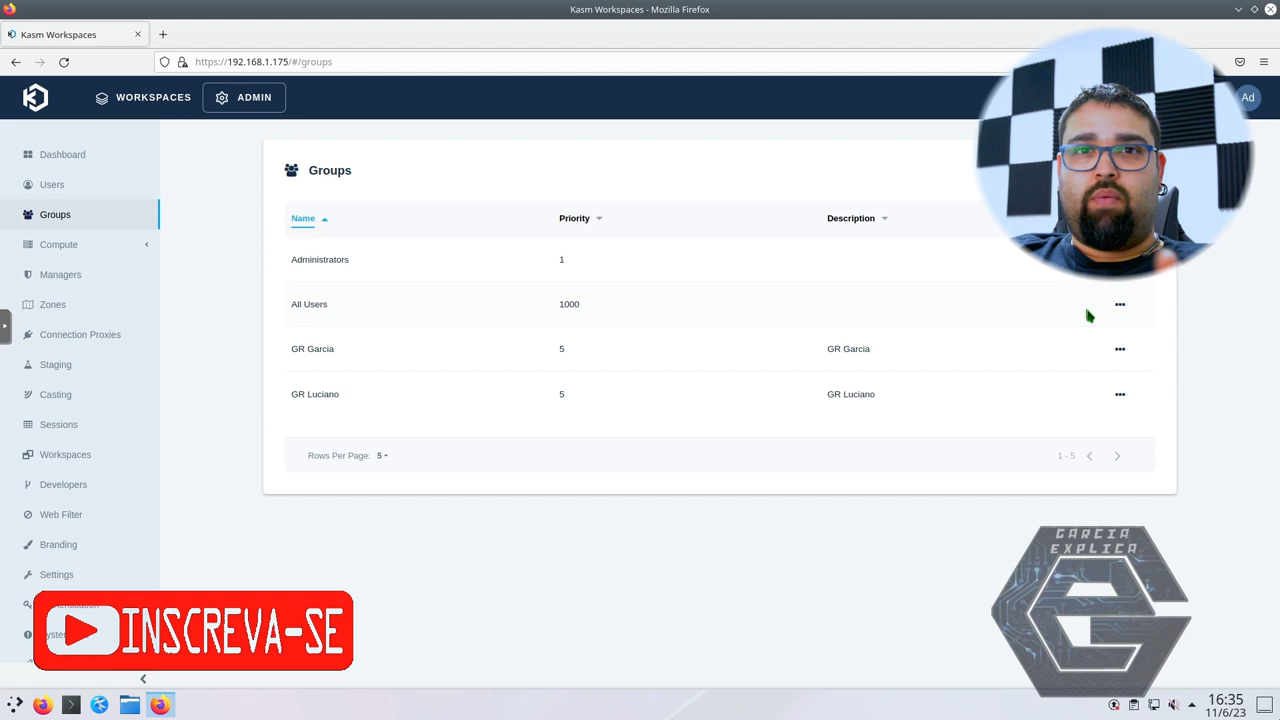 Kasm Workspaces - Mozilla Firefox
Kasm Workspaces
https://192.168.1.175/#/groups
WORKSPACES
ADMIN
Ad
Dashboard
Users
Groups
Compute
Managers
Zones
Connection Proxies
Staging
Casting
Sessions
Workspaces
Developers
Web Filter
Branding
Settings
Groups
Name Priority Description
Administrators 1
All Users 1000
GR Garcia 5 GR Garcia
GR Luciano 5 GR Luciano
Rows Per Page: 5 1 - 5
INSCREVA-SE
GARCIA
EXPLICA
16:35
11/6/23